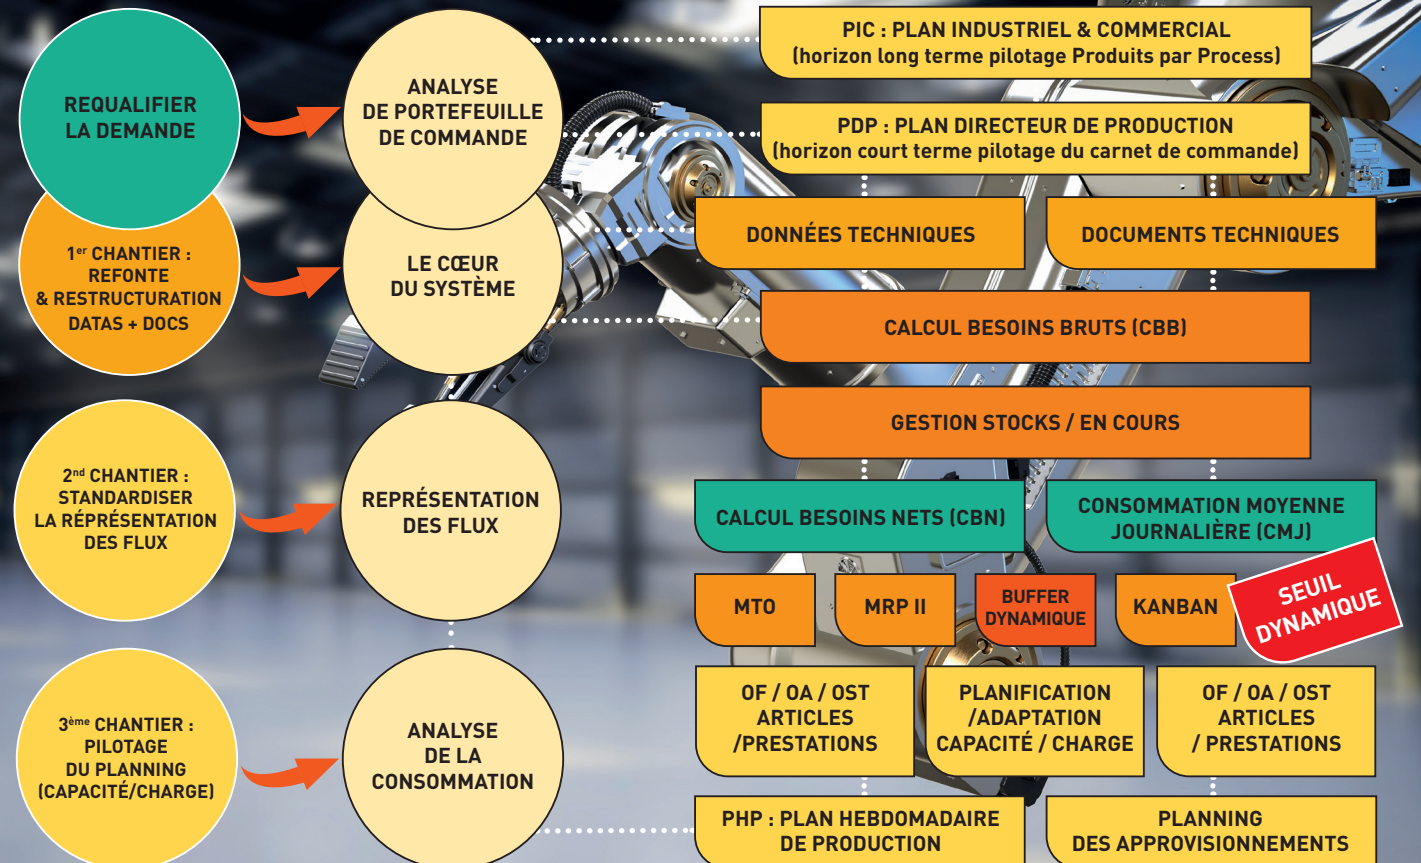 REQUALIFIER
LA DEMANDE
ANALYSE
DE PORTEFEUILLE
DE COMMANDE
PIC : PLAN INDUSTRIEL & COMMERCIAL
(horizon long terme pilotage Produits par Process)
PDP : PLAN DIRECTEUR DE PRODUCTION
(horizon court terme pilotage du carnet de commande)
1er CHANTIER :
REFONTE
& RESTRUCTURATION
DATAS + DOCS
LE CŒUR
DU SYSTÈME
DONNÉES TECHNIQUES
DOCUMENTS TECHNIQUES
CALCUL BESOINS BRUTS (CBB)
GESTION STOCKS / EN COURS
2nd CHANTIER :
STANDARDISER
LA RÉPRÉSENTATION
DES FLUX
REPRÉSENTATION
DES FLUX
CALCUL BESOINS NETS (CBN)
CONSOMMATION MOYENNE
JOURNALIÈRE (CMJ)
MTO
MRP II
BUFFER
DYNAMIQUE
KANBAN
SEUIL
DYNAMIQUE
3ème CHANTIER :
PILOTAGE
DU PLANNING
(CAPACITÉ/CHARGE)
ANALYSE
DE LA
CONSOMMATION
OF / OA / OST
ARTICLES
/PRESTATIONS
PLANIFICATION
/ADAPTATION
CAPACITÉ / CHARGE
OF / OA / OST
ARTICLES
/ PRESTATIONS
PHP : PLAN HEBDOMADAIRE
DE PRODUCTION
PLANNING
DES APPROVISIONNEMENTS